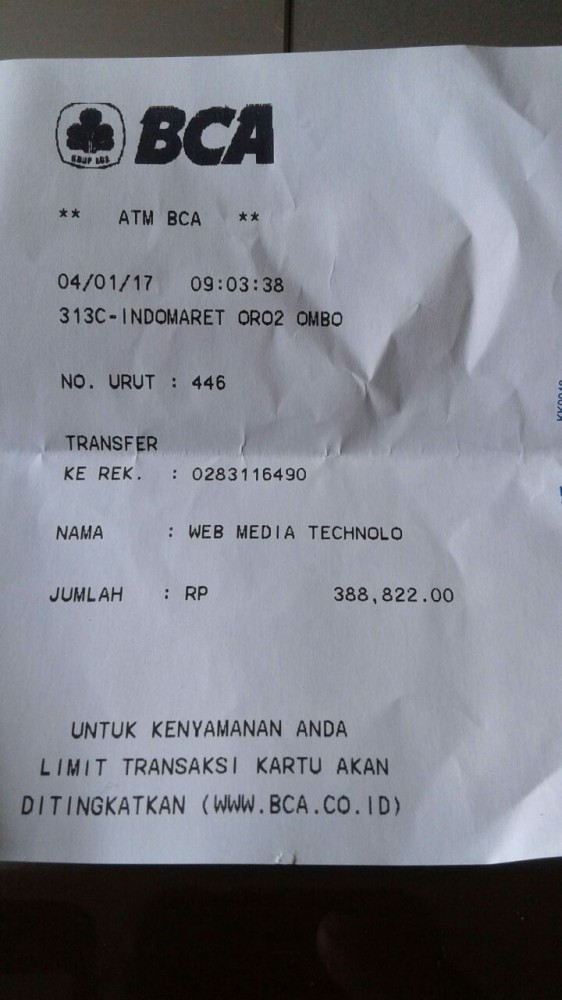 BCA
** ATM BCA **
04/01/17 09:03:38
313C-INDOMARET ORO2 OMBO
NO. URUT : 446
TRANSFER
KE REK. : 0283116490
NAMA : WEB MEDIA TECHNOLO
JUMLAH : RP 388,822.00
UNTUK KENYAMANAN ANDA
LIMIT TRANSAKSI KARTU AKAN
DITINGKATKAN (WWW.BCA.CO.ID)